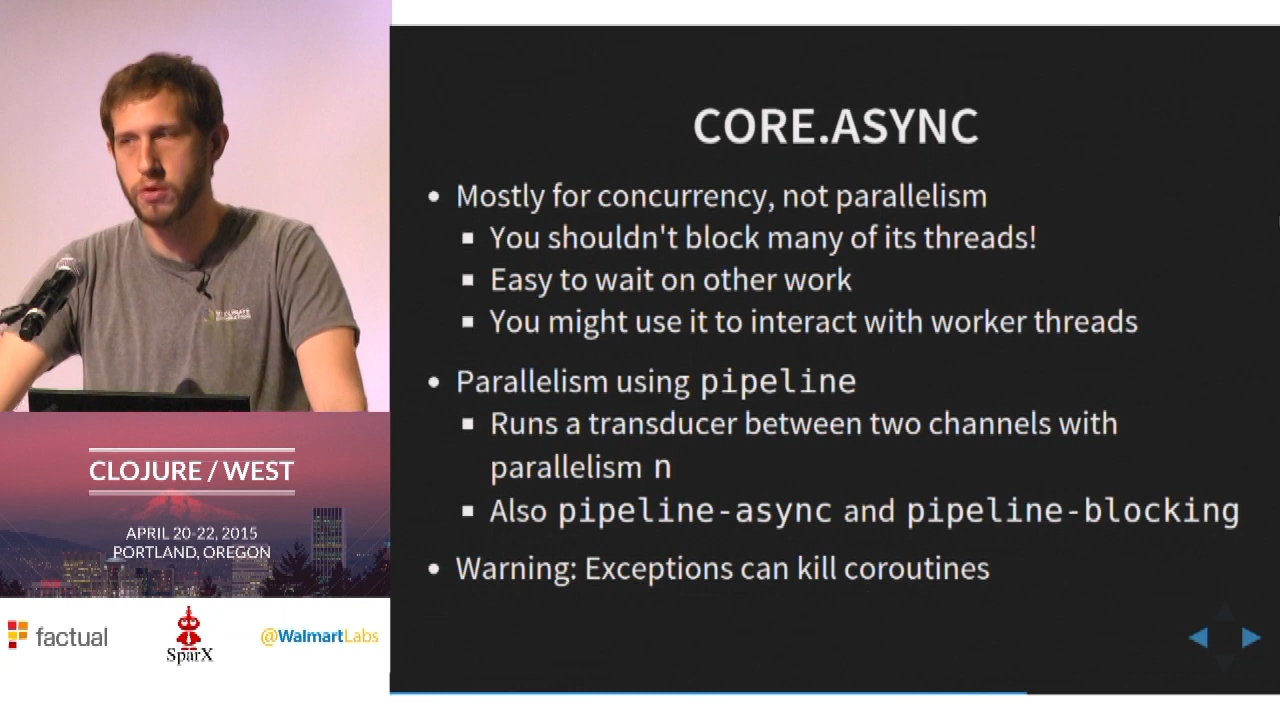 CORE.ASYNC
• Mostly for concurrency, not parallelism
▪ You shouldn't block many of its threads!
▪ Easy to wait on other work
▪ You might use it to interact with worker threads
• Parallelism using pipeline
▪ Runs a transducer between two channels with
parallelism n
▪ Also pipeline-async and pipeline-blocking
• Warning: Exceptions can kill coroutines
CLOJURE / WEST
APRIL 20-22, 2015
PORTLAND, OREGON
factual
SparX
@WalmartLabs